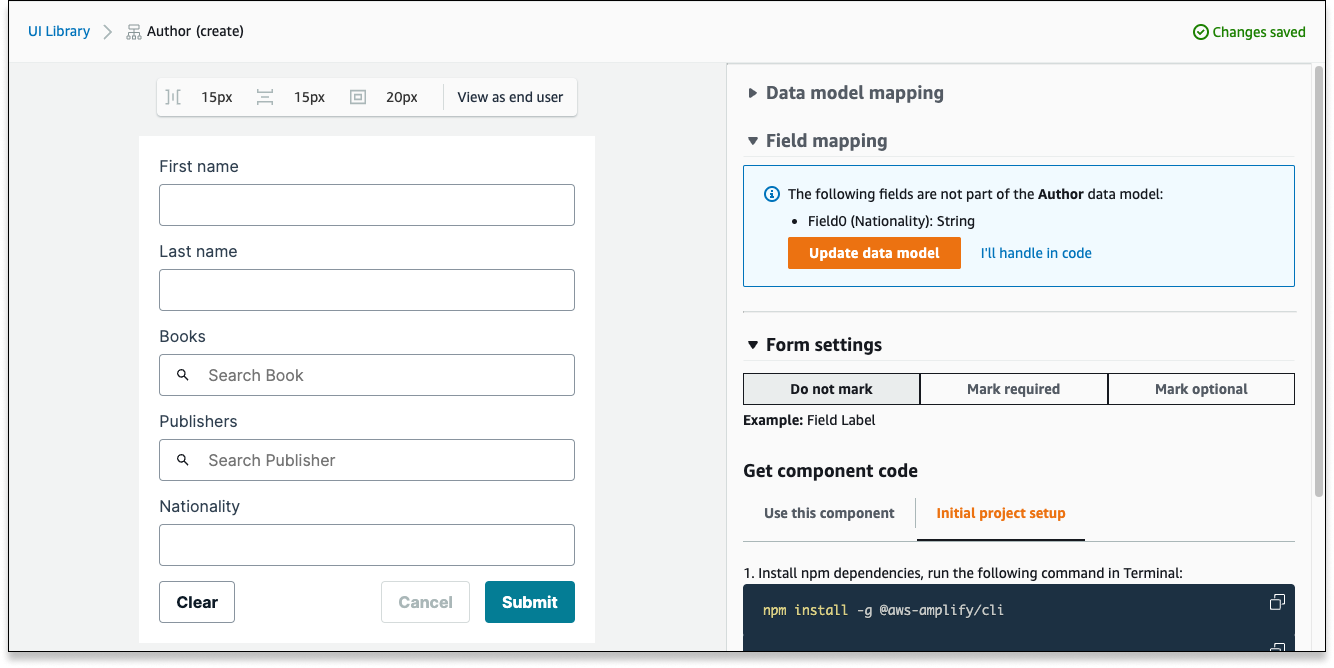 UI Library
Author (create)
Changes saved
15px
15px
20px
View as end user
First name
Last name
Books
Search Book
Publishers
Search Publisher
Nationality
Clear
Cancel
Submit
Data model mapping
Field mapping
The following fields are not part of the Author data model:
• Field0 (Nationality): String
Update data model
I'll handle in code
Form settings
Do not mark
Mark required
Mark optional
Example: Field Label
Get component code
Use this component
Initial project setup
1. Install npm dependencies, run the following command in Terminal:
npm install -g @aws-amplify/cli